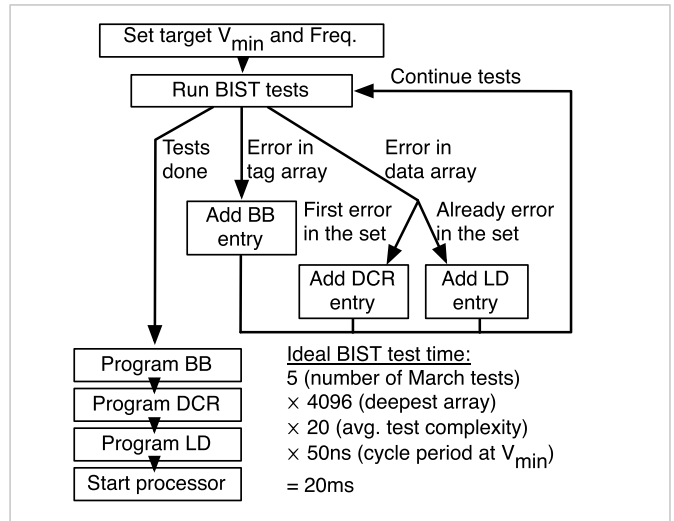 Set target Vmin and Freq.
Run BIST tests
Continue tests
Tests
done
Error in
tag array
Error in
data array
Add BB
entry
First error
in the set
Already error
in the set
Add DCR
entry
Add LD
entry
Program BB
Program DCR
Program LD
Start processor
Ideal BIST test time:
5 (number of March tests)
× 4096 (deepest array)
× 20 (avg. test complexity)
× 50ns (cycle period at Vmin)
= 20ms